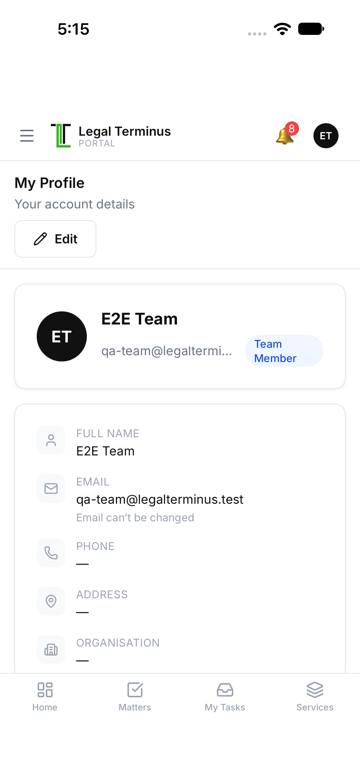 5:15
Legal Terminus
PORTAL
8
ET
My Profile
Your account details
Edit
ET
E2E Team
qa-team@legaltermi...
Team
Member
FULL NAME
E2E Team
EMAIL
qa-team@legalterminus.test
Email can't be changed
PHONE
—
ADDRESS
—
ORGANISATION
—
Home
Matters
My Tasks
Services